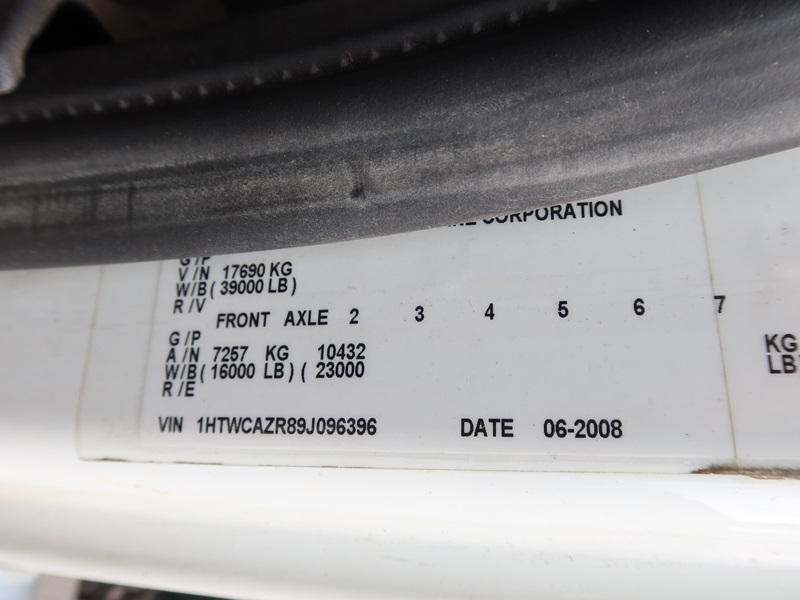 CORPORATION
G/P
V/N 17690 KG
W/B ( 39000 LB )
R/V
FRONT AXLE 2 3 4 5 6 7
G/P
A/N 7257 KG 10432
W/B ( 16000 LB ) ( 23000
R/E
KG
LB
VIN 1HTWCAZR89J096396 DATE 06-2008